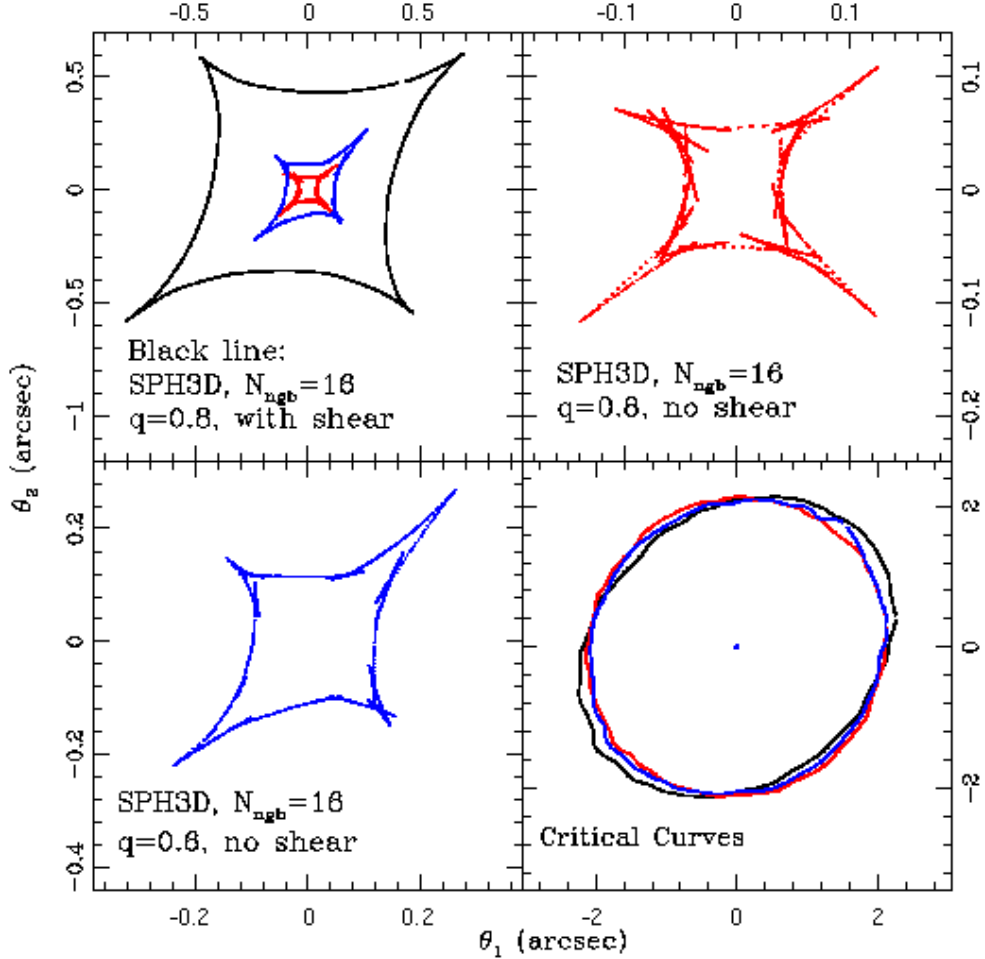 -0.5 0 0.5 -0.1 0 0.1
0.5
0
-0.5
-1
Black line:
SPH3D, N_ngb=16
q=0.8, with shear
0.1
0
-0.1
-0.2
SPH3D, N_ngb=16
q=0.8, no shear
θ_2 (arcsec)
0.2
0
-0.2
-0.4
SPH3D, N_ngb=16
q=0.6, no shear
2
0
-2
Critical Curves
-0.2 0 0.2 -2 0 2
θ_1 (arcsec)